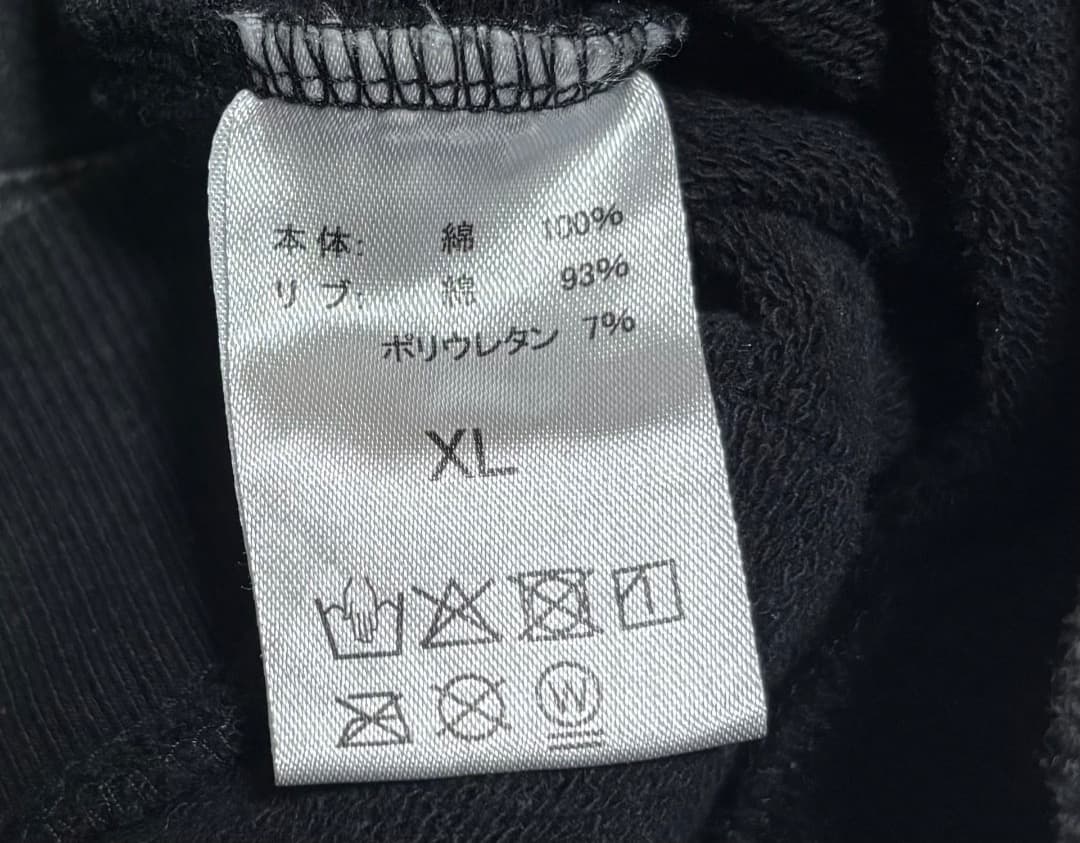 本体: 綿 100%
リブ: 綿 93%
ポリウレタン 7%
XL
W